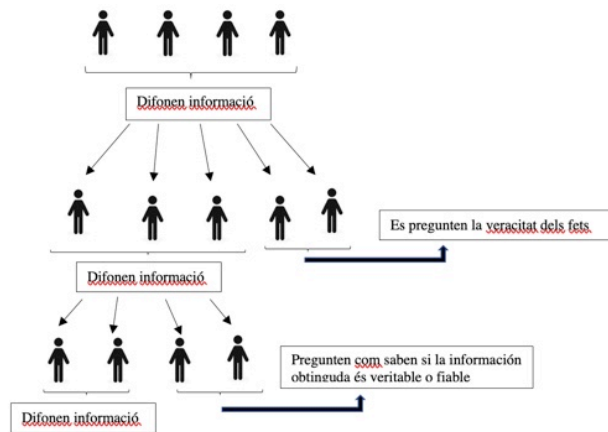 Difonen informació
Es pregunten la veracitat dels fets
Difonen informació
Pregunten com saben si la información
obtinguda és veritable o fiable
Difonen informació